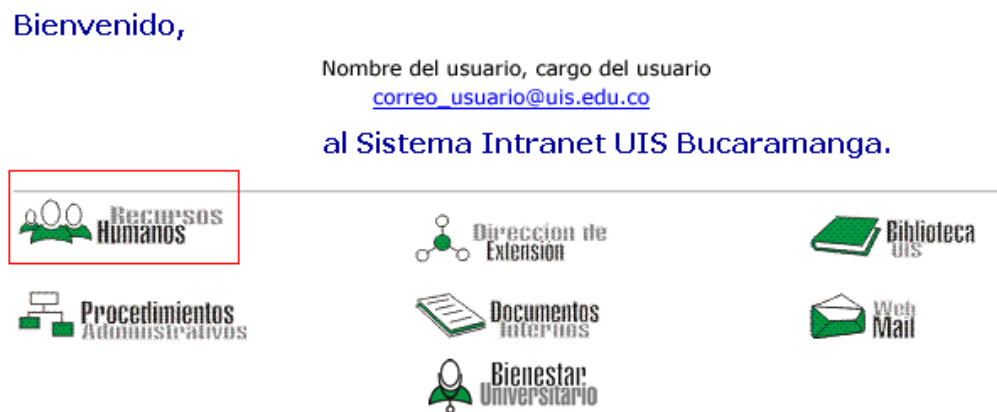 Bienvenido,
Nombre del usuario, cargo del usuario
correo_usuario@uis.edu.co
al Sistema Intranet UIS Bucaramanga.
Recursos
Humanos
Direccion de
Extensión
Biblioteca
UIS
Procedimientos
Administrativos
Documentos
Internos
Web
Mail
Bienestar
Universitario